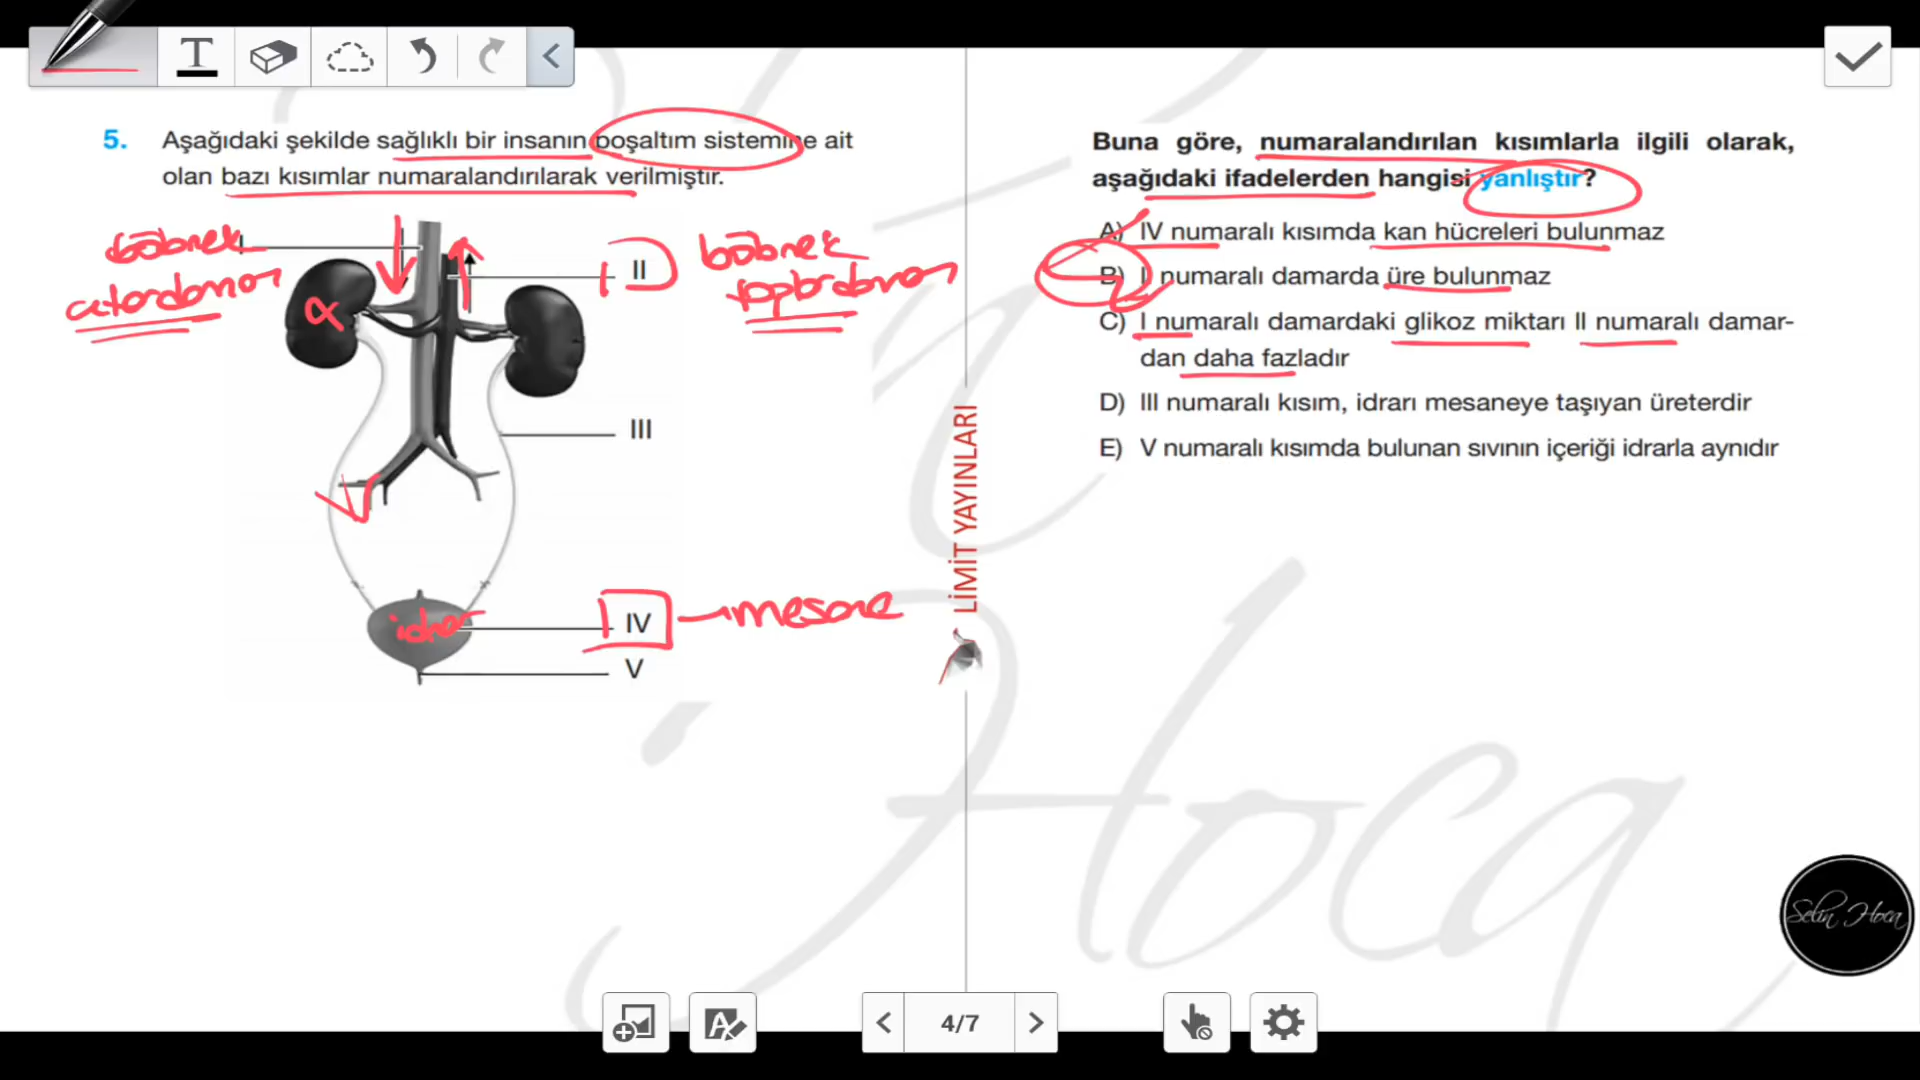 5. Aşağıdaki şekilde sağlıklı bir insanın boşaltım sistemine ait
olan bazı kısımlar numaralandırılarak verilmiştir.
böbrek
atardamarı
I
II
böbrek
toplardamarı
α
III
idrar
IV
mesane
V
LİMİT YAYINLARI
Buna göre, numaralandırılan kısımlarla ilgili olarak,
aşağıdaki ifadelerden hangisi yanlıştır?
A) IV numaralı kısımda kan hücreleri bulunmaz
B) I numaralı damarda üre bulunmaz
C) I numaralı damardaki glikoz miktarı II numaralı damar-
dan daha fazladır
D) III numaralı kısım, idrarı mesaneye taşıyan üreterdir
E) V numaralı kısımda bulunan sıvının içeriği idrarla aynıdır
Hoca
Selin Hoca
T
A
4/7